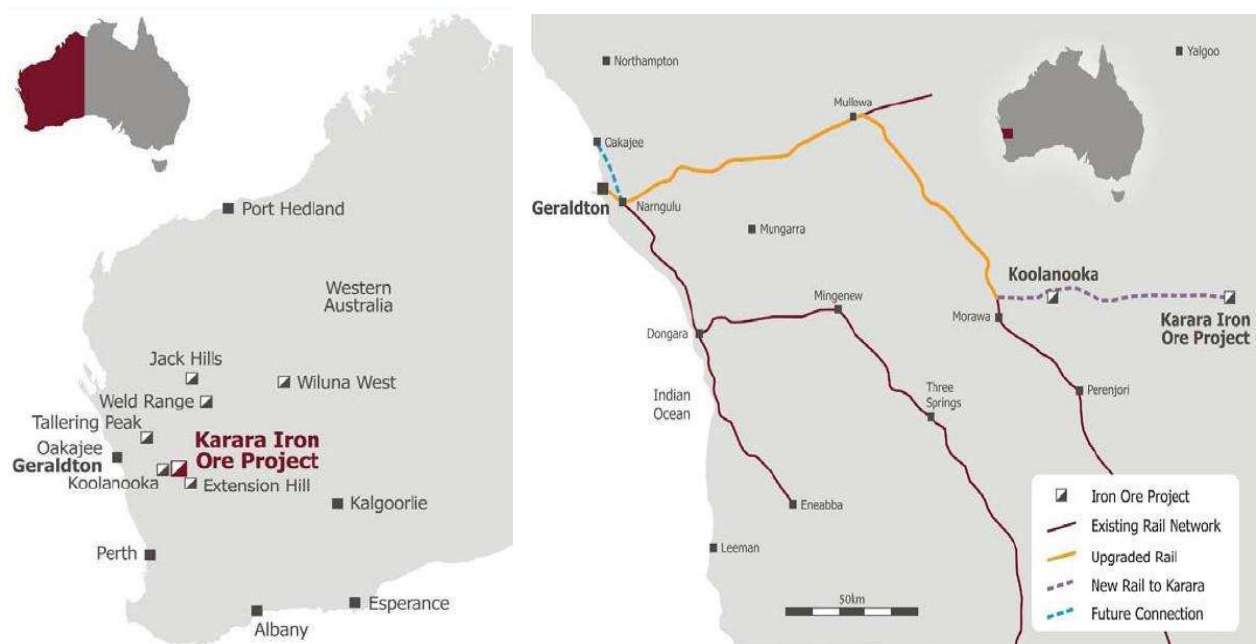 Port Hedland
Western
Australia
Jack Hills
Wiluna West
Weld Range
Tallering Peak
Oakajee
Geraldton
Karara Iron
Ore Project
Koolanooka
Extension Hill
Kalgoorlie
Perth
Esperance
Albany
Northampton
Yalgoo
Mullewa
Oakajee
Geraldton
Narngulu
Mungarra
Koolanooka
Mingenew
Morawa
Karara Iron
Ore Project
Dongara
Indian
Ocean
Three
Springs
Perenjori
Eneabba
Leeman
50km
Iron Ore Project
Existing Rail Network
Upgraded Rail
New Rail to Karara
Future Connection